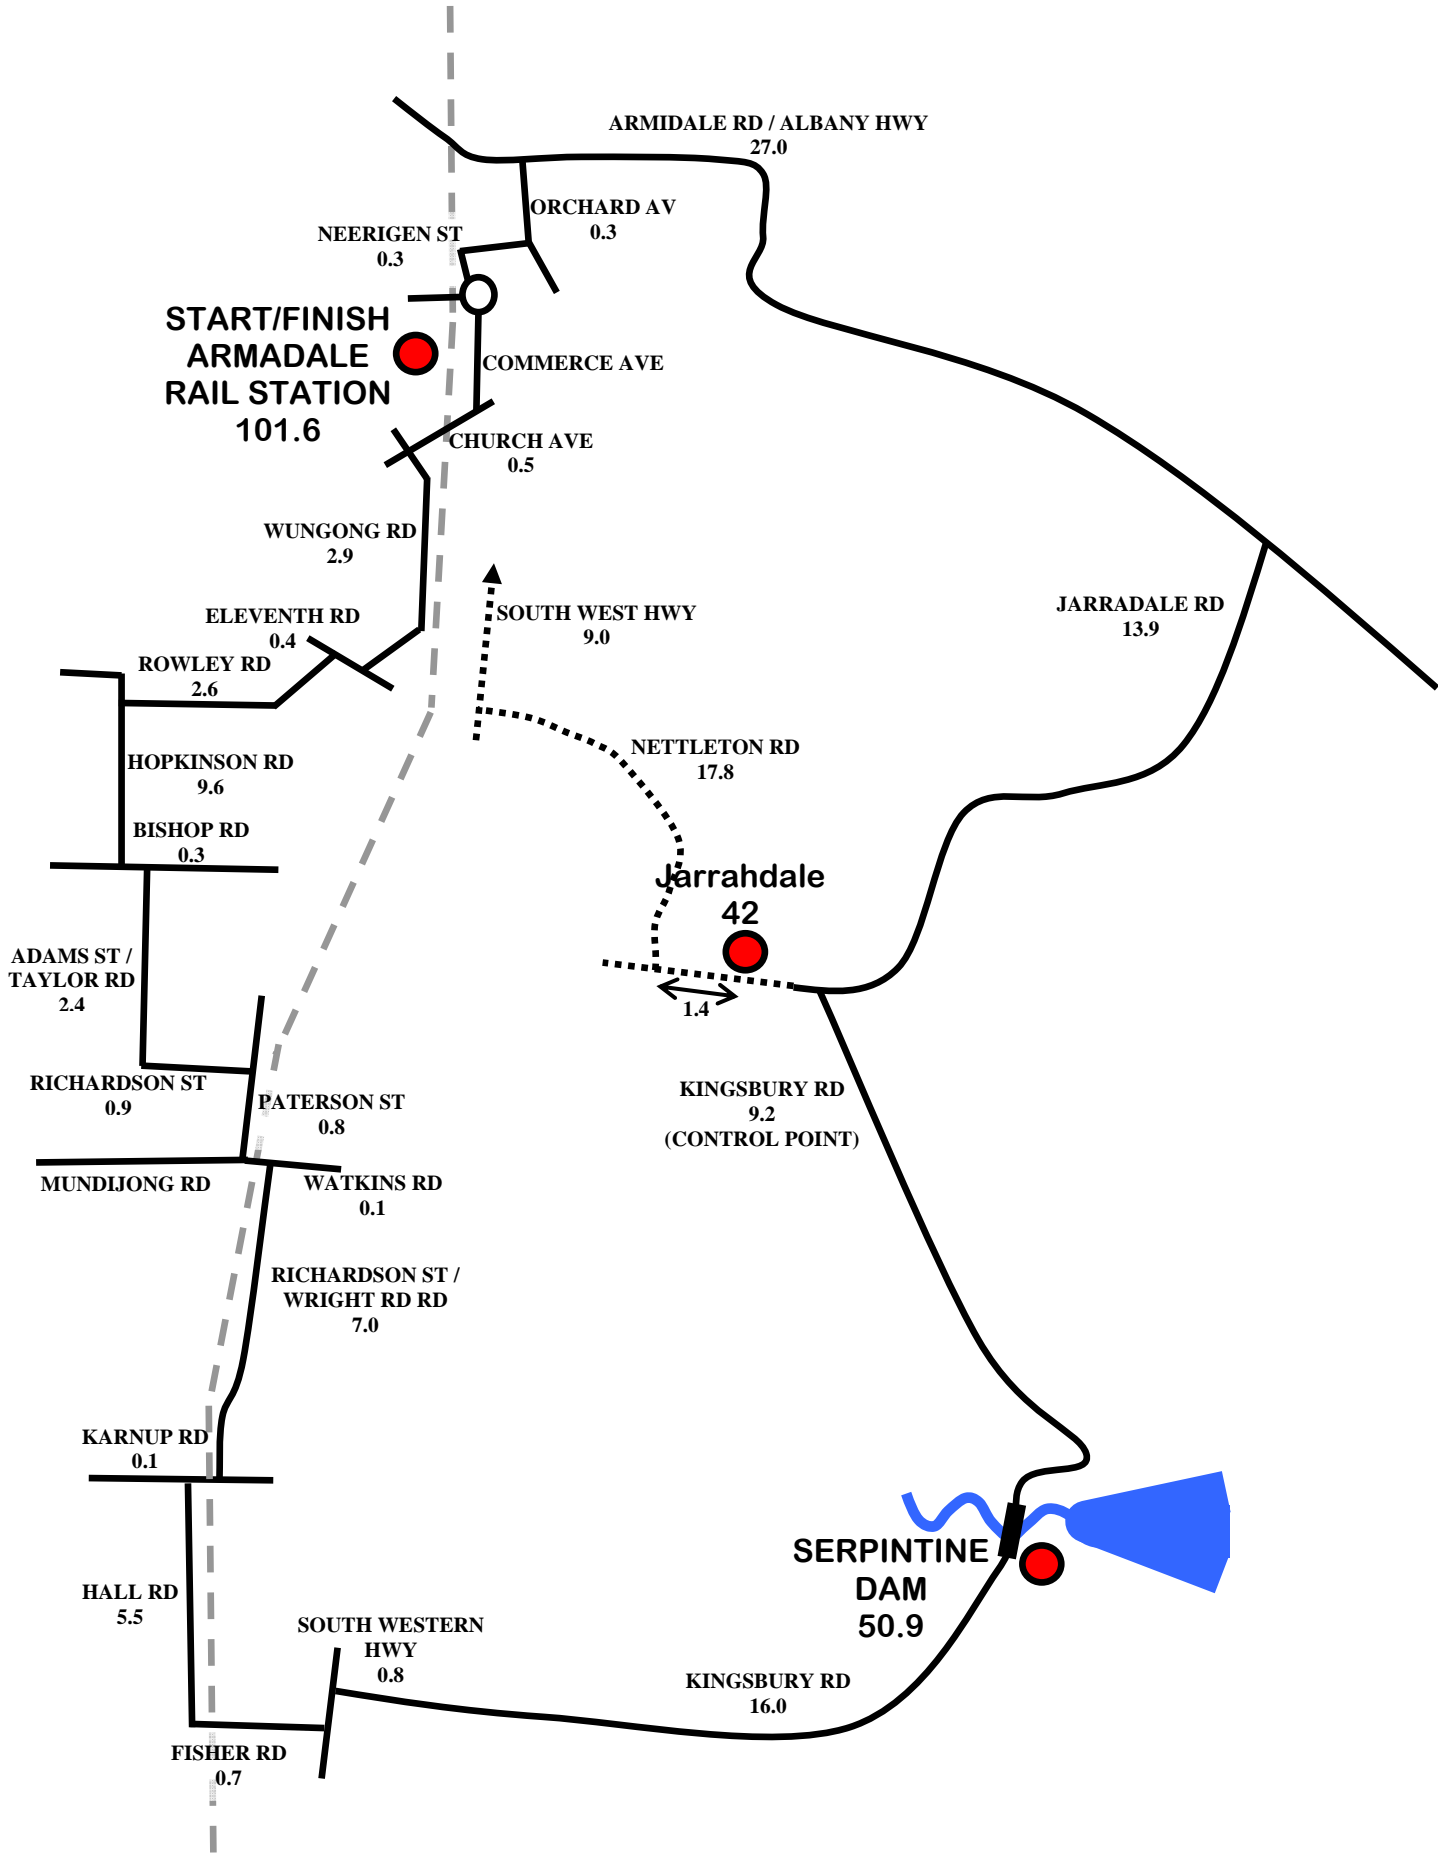 ARMIDALE RD / ALBANY HWY
27.0
ORCHARD AV
0.3
NEERIGEN ST
0.3
START/FINISH
ARMADALE
RAIL STATION
101.6
COMMERCE AVE
CHURCH AVE
0.5
WUNGONG RD
2.9
ELEVENTH RD
0.4
SOUTH WEST HWY
9.0
JARRADALE RD
13.9
ROWLEY RD
2.6
NETTLETON RD
17.8
HOPKINSON RD
9.6
BISHOP RD
0.3
Jarrahdale
42
ADAMS ST /
TAYLOR RD
2.4
1.4
RICHARDSON ST
0.9
PATERSON ST
0.8
KINGSBURY RD
9.2
(CONTROL POINT)
MUNDIJONG RD
WATKINS RD
0.1
RICHARDSON ST /
WRIGHT RD RD
7.0
KARNUP RD
0.1
SERPINTINE
DAM
50.9
HALL RD
5.5
SOUTH WESTERN
HWY
0.8
KINGSBURY RD
16.0
FISHER RD
0.7